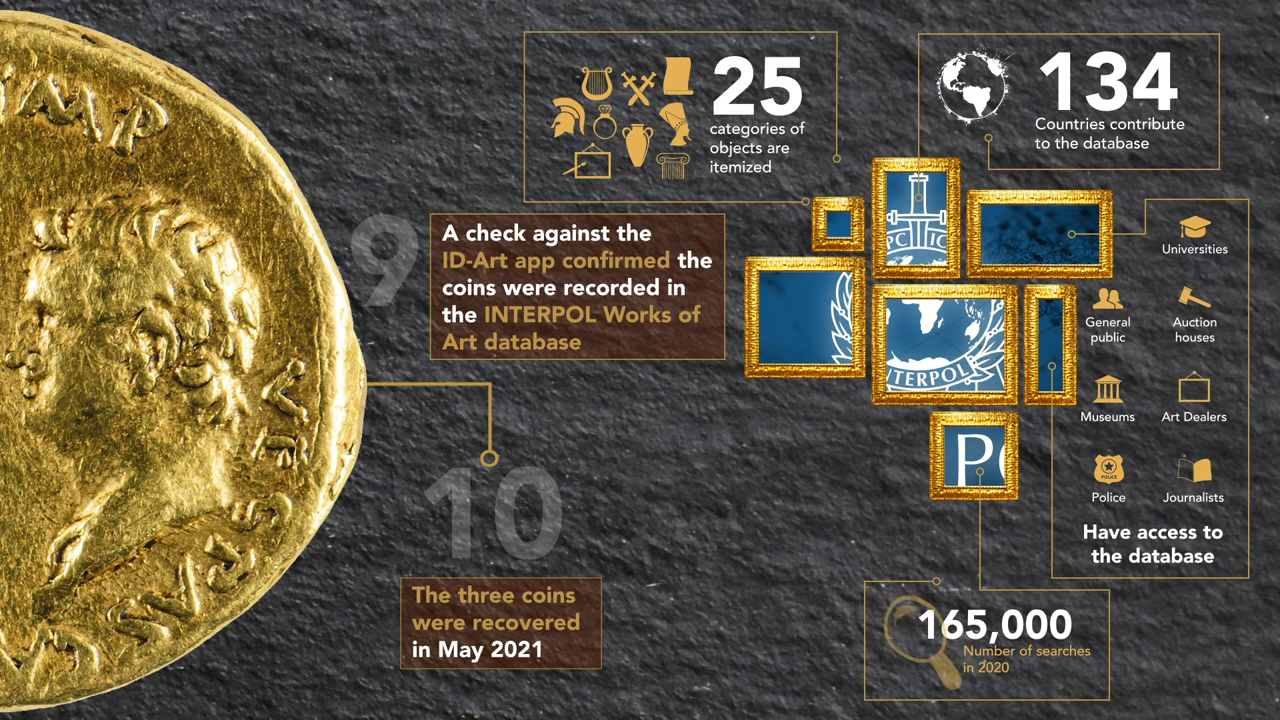 IMP
25
categories of
objects are
itemized
134
Countries contribute
to the database
9
A check against the
ID-Art app confirmed the
coins were recorded in
the INTERPOL Works of
Art database
PC IC
TERPOL
P
Universities
General
public
Auction
houses
Museums
Art Dealers
POLICE
Police
Journalists
Have access to
the database
10
The three coins
were recovered
in May 2021
165,000
Number of searches
in 2020